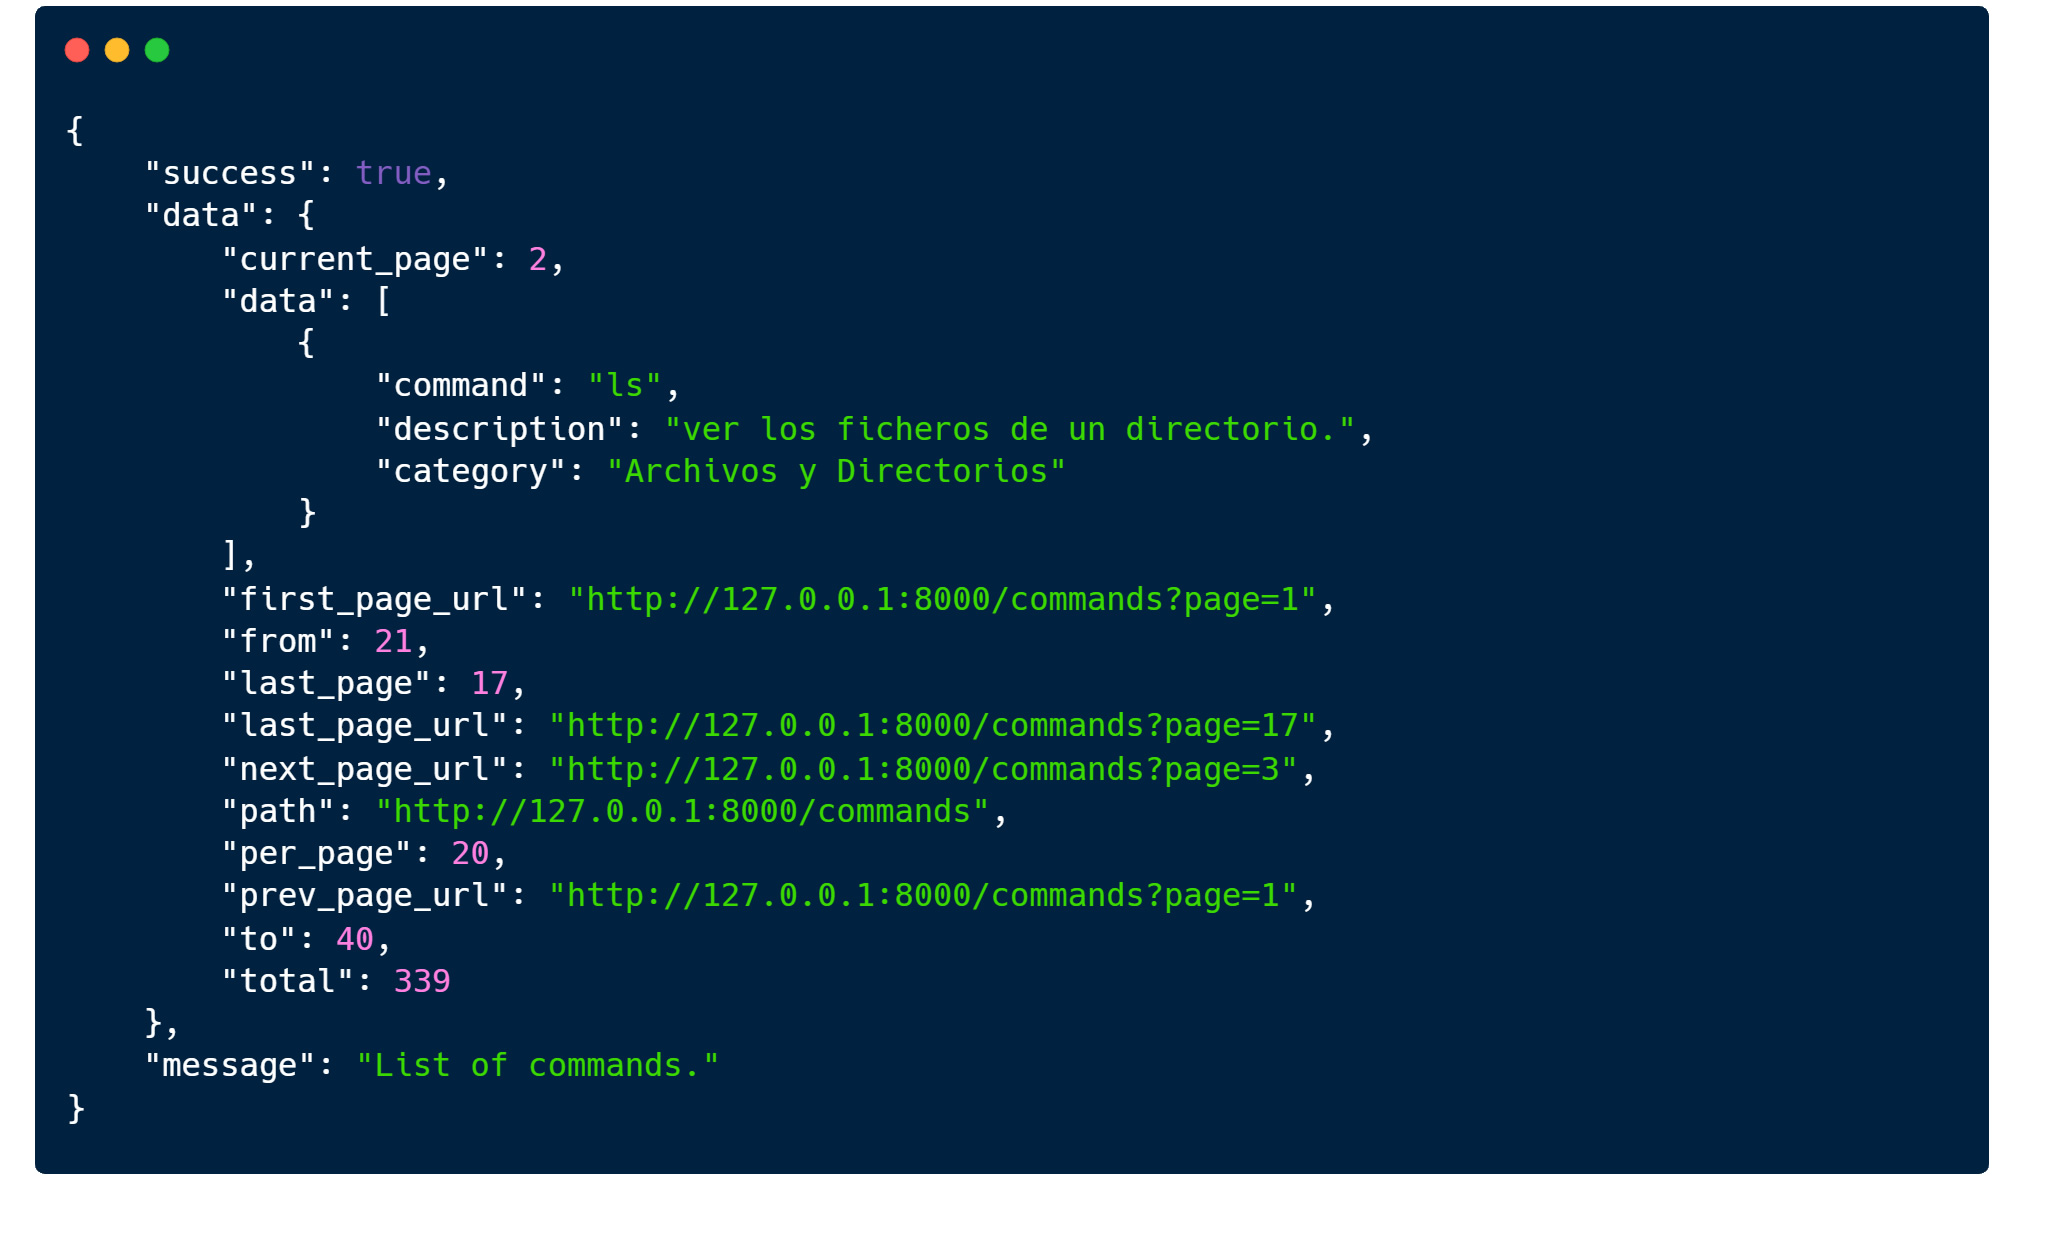 {
    "success": true,
    "data": {
        "current_page": 2,
        "data": [
            {
                "command": "ls",
                "description": "ver los ficheros de un directorio.",
                "category": "Archivos y Directorios"
            }
        ],
        "first_page_url": "http://127.0.0.1:8000/commands?page=1",
        "from": 21,
        "last_page": 17,
        "last_page_url": "http://127.0.0.1:8000/commands?page=17",
        "next_page_url": "http://127.0.0.1:8000/commands?page=3",
        "path": "http://127.0.0.1:8000/commands",
        "per_page": 20,
        "prev_page_url": "http://127.0.0.1:8000/commands?page=1",
        "to": 40,
        "total": 339
    },
    "message": "List of commands."
}